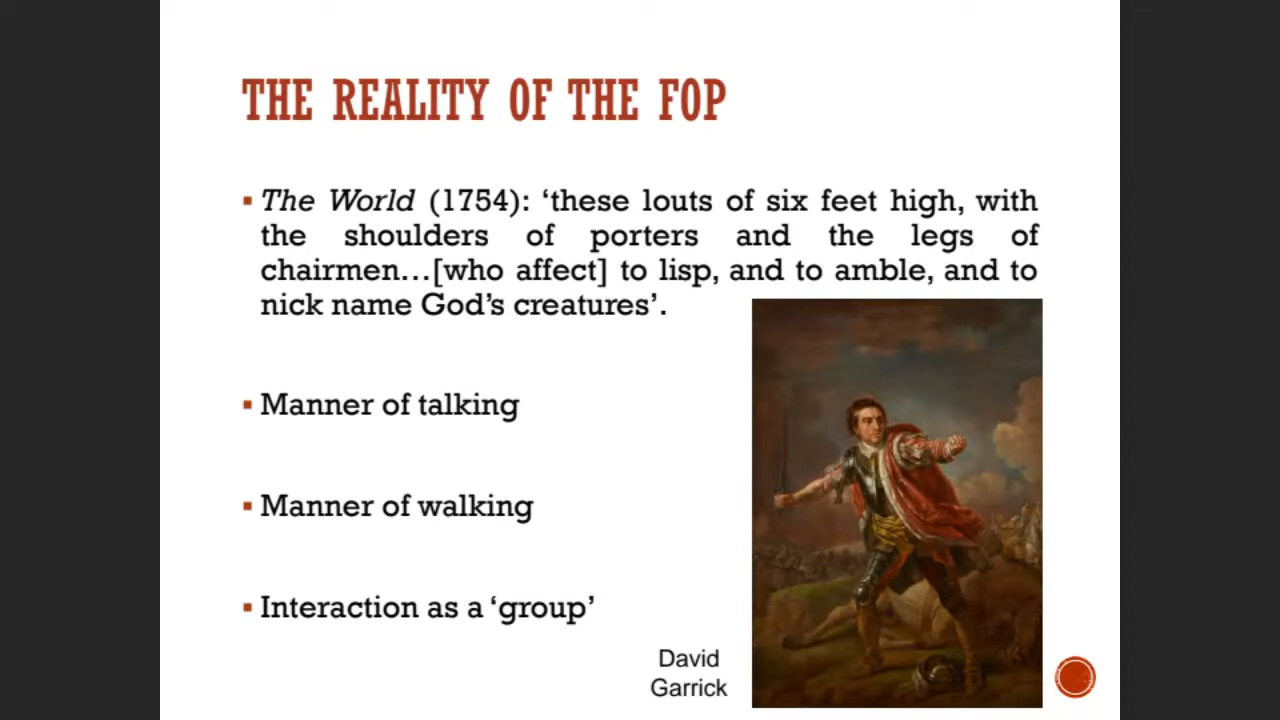 THE REALITY OF THE FOP
▪ The World (1754): ‘these louts of six feet high, with
the shoulders of porters and the legs of
chairmen…[who affect] to lisp, and to amble, and to
nick name God’s creatures’.
▪ Manner of talking
▪ Manner of walking
▪ Interaction as a ‘group’
David
Garrick